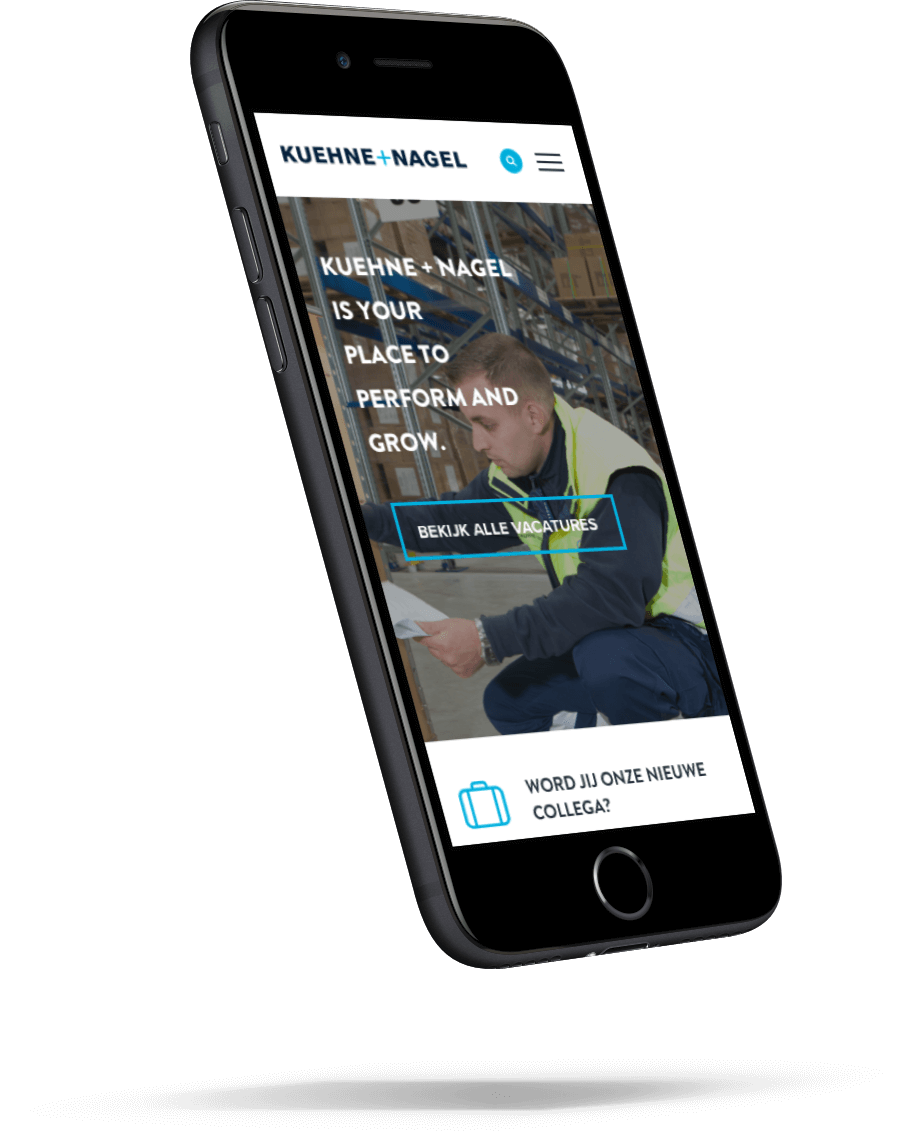 KUEHNE+NAGEL
KUEHNE + NAGEL
IS YOUR
PLACE TO
PERFORM AND
GROW.
BEKIJK ALLE VACATURES
WORD JIJ ONZE NIEUWE
COLLEGA?